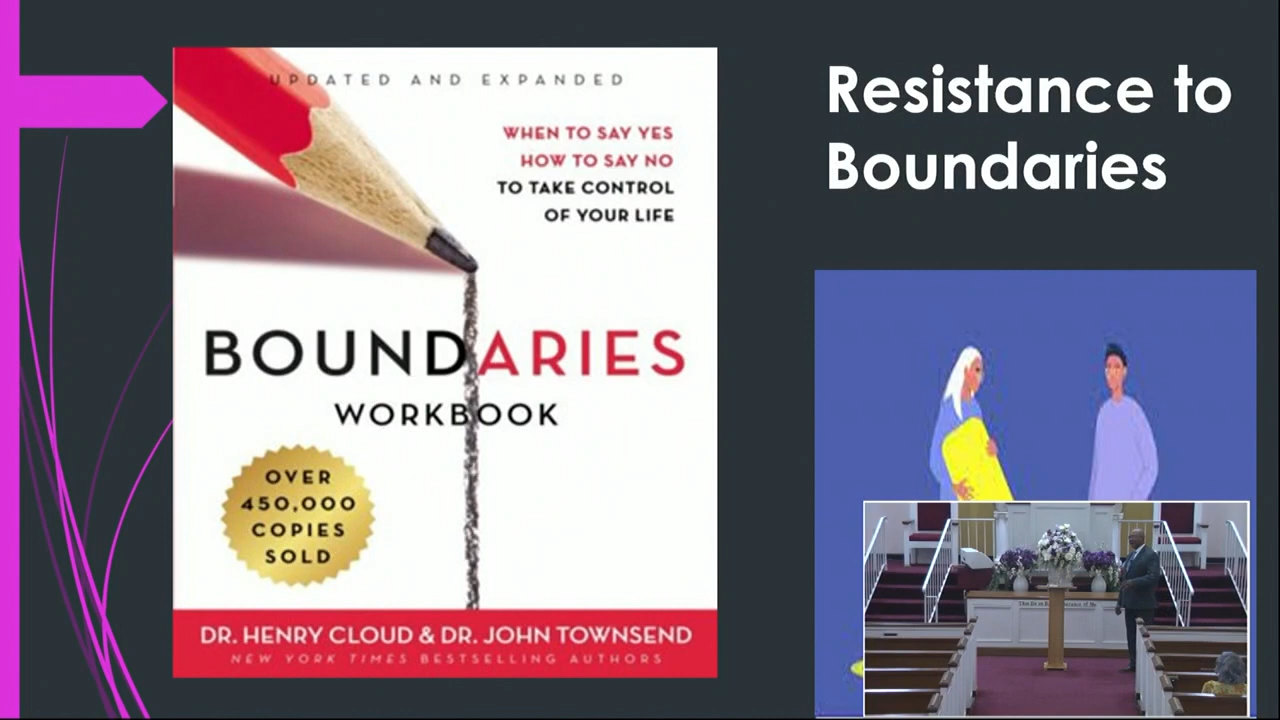 UPDATED AND EXPANDED
WHEN TO SAY YES
HOW TO SAY NO
TO TAKE CONTROL
OF YOUR LIFE
BOUNDARIES
WORKBOOK
OVER
450,000
COPIES
SOLD
DR. HENRY CLOUD & DR. JOHN TOWNSEND
NEW YORK TIMES BESTSELLING AUTHORS
Resistance to
Boundaries